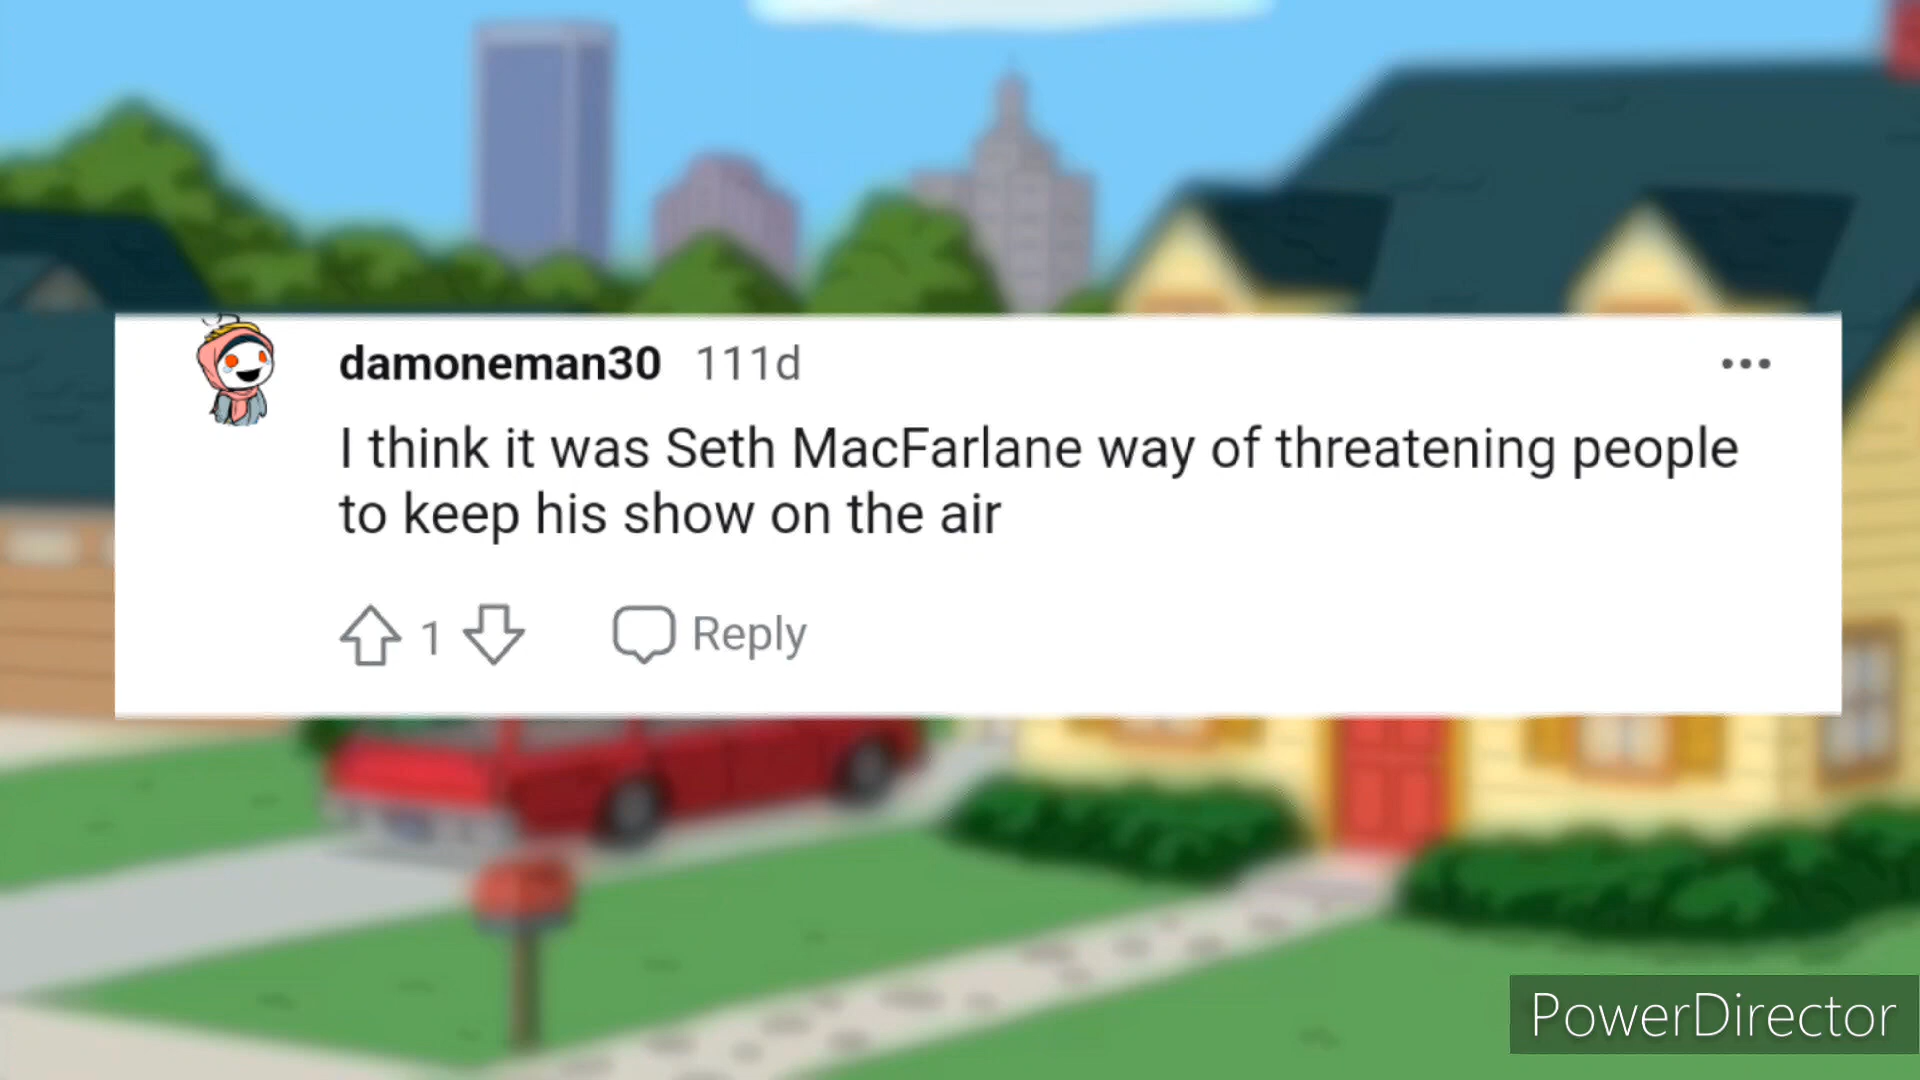 damoneman30 111d
I think it was Seth MacFarlane way of threatening people
to keep his show on the air
1 Reply
PowerDirector